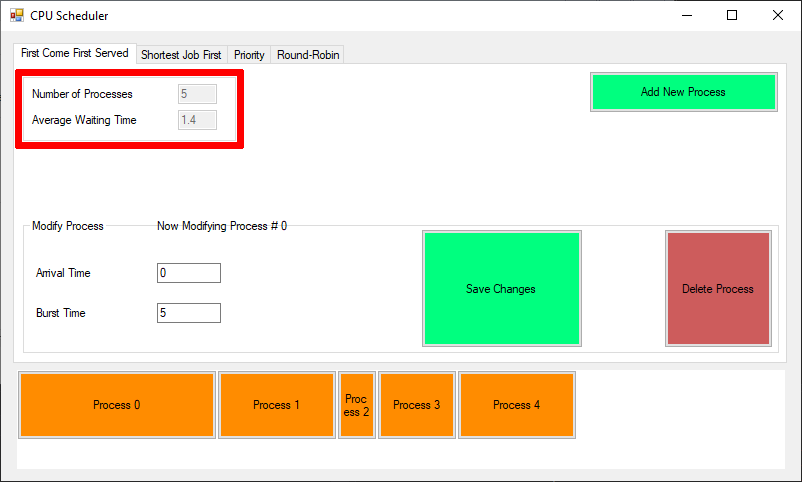 CPU Scheduler
First Come First Served Shortest Job First Priority Round-Robin
Number of Processes 5
Average Waiting Time 1.4
Add New Process
Modify Process Now Modifying Process # 0
Arrival Time 0
Burst Time 5
Save Changes
Delete Process
Process 0 Process 1 Proc
ess 2 Process 3 Process 4